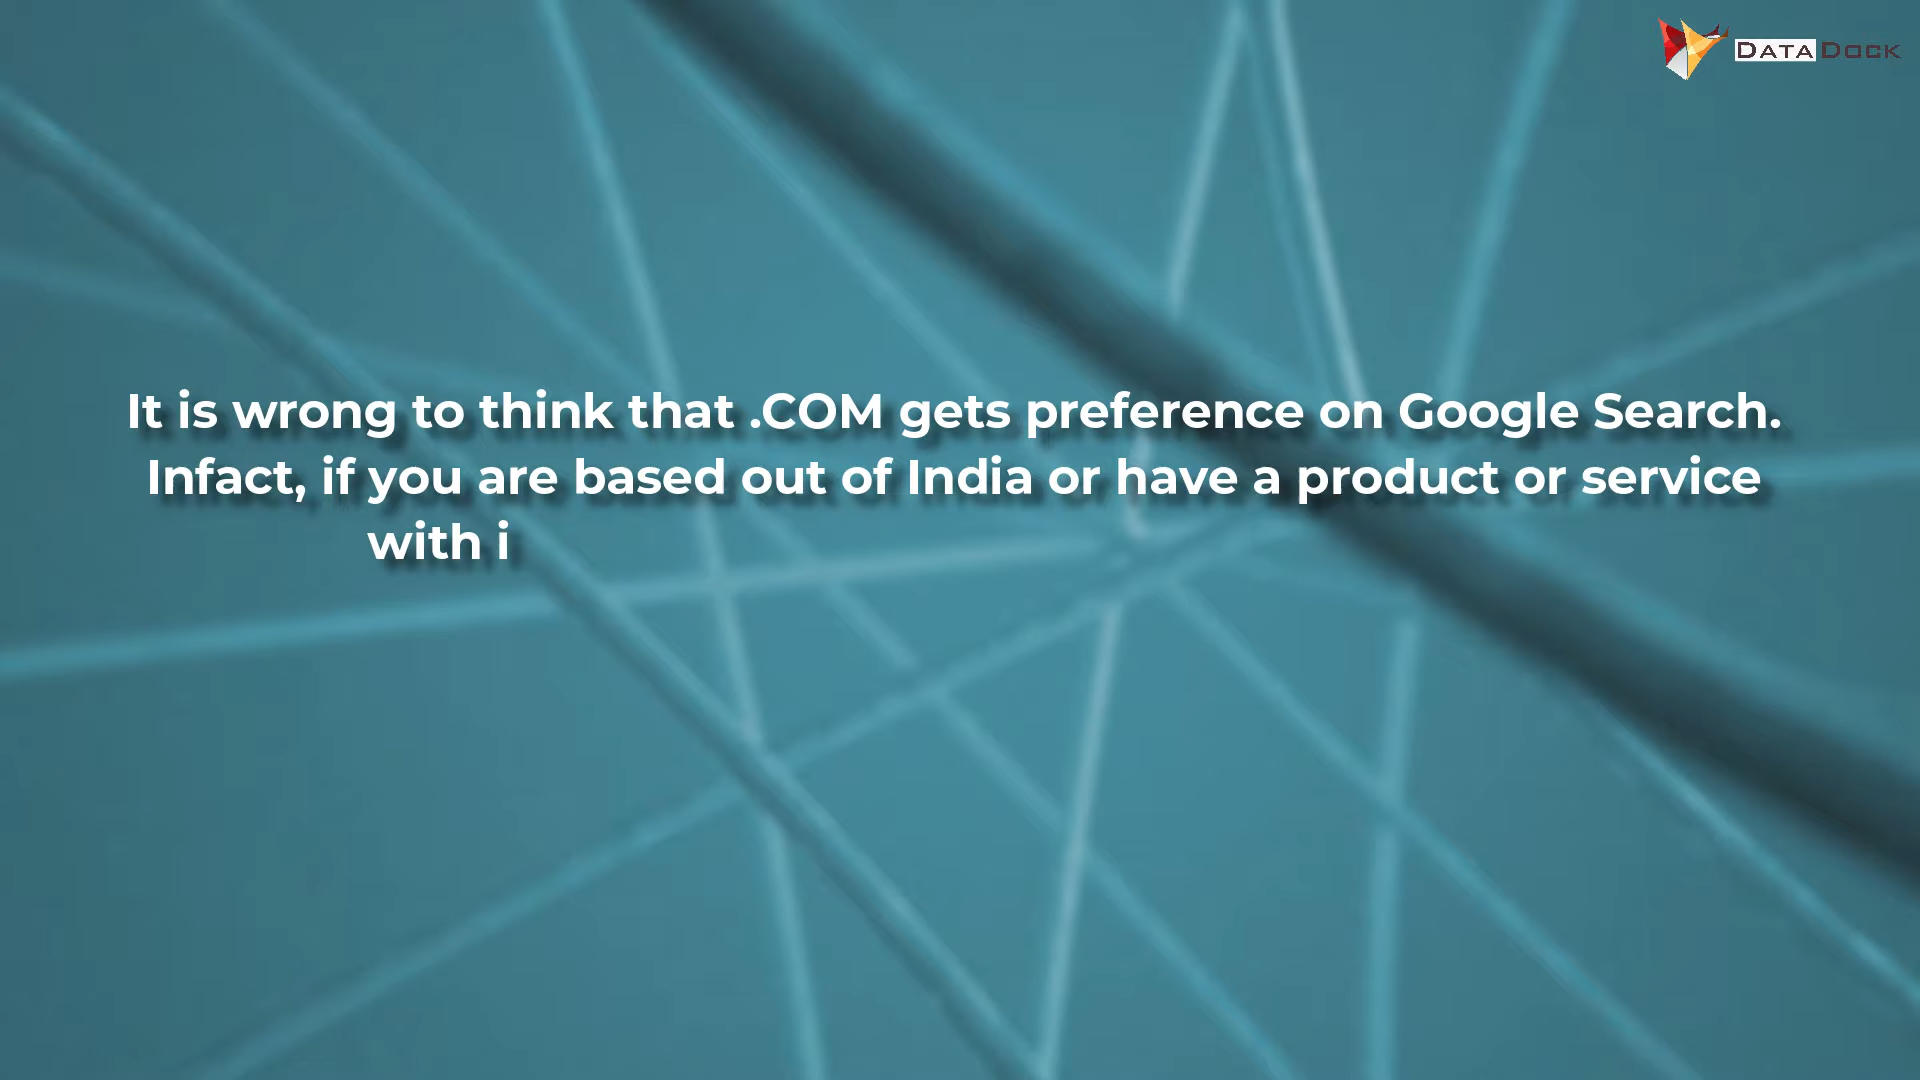 DATA DOCK
It is wrong to think that .COM gets preference on Google Search.
Infact, if you are based out of India or have a product or service
with i